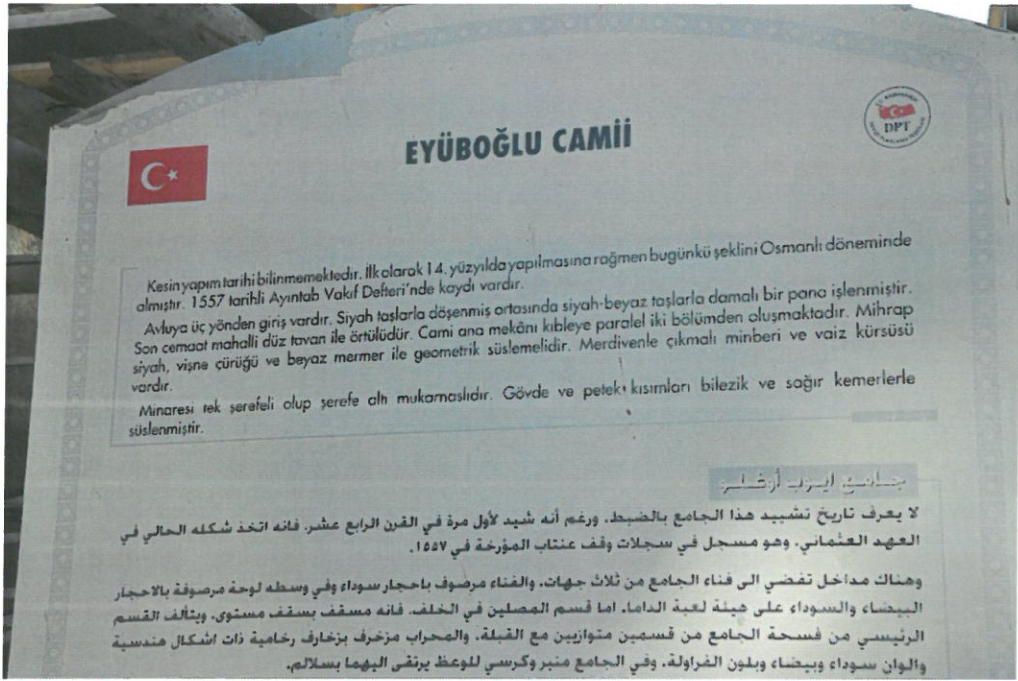 EYÜBOĞLU CAMİİ
DPT
Kesin yapım tarihi bilinmemektedir. İlk olarak 14. yüzyılda yapılmasına rağmen bugünkü şeklini Osmanlı döneminde
almıştır. 1557 tarihli Ayıntab Vakıf Defteri'nde kaydı vardır.
Avluya üç yönden giriş vardır. Siyah taşlarla döşenmiş ortasında siyah-beyaz taşlarla damalı bir pano işlenmiştir.
Son cemaat mahalli düz tavan ile örtülüdür. Cami ana mekânı kıbleye paralel iki bölümden oluşmaktadır. Mihrap
siyah, vişne çürüğü ve beyaz mermer ile geometrik süslemelidir. Merdivenle çıkmalı minberi ve vaiz kürsüsü
vardır.
Minaresi tek şerefeli olup şerefe altı mukarnaslıdır. Gövde ve petek kısımları bilezik ve sağır kemerlerle
süslenmiştir.
جامع ايوب أوغلو
لا يعرف تاريخ تشييد هذا الجامع بالضبط. ورغم أنه شيد لأول مرة في القرن الرابع عشر، فانه اتخذ شكله الحالي في
العهد العثماني. وهو مسجل في سجلات وقف عنتاب المؤرخة في ١٥٥٧.
وهناك مداخل تفضي الى فناء الجامع من ثلاث جهات. والفناء مرصوف باحجار سوداء وفي وسطه لوحة مرصوفة بالاحجار
البيضاء والسوداء على هيئة لعبة الداما. اما قسم المصلين في الخلف، فانه مسقف بسقف مستوى. ويتألف القسم
الرئيسي من فسحة الجامع من قسمين متوازيين مع القبلة. والمحراب مزخرف بزخارف رخامية ذات اشكال هندسية
والوان سوداء وبيضاء وبلون الفراولة. وفي الجامع منبر وكرسي للوعظ يرتقى اليهما بسلالم.